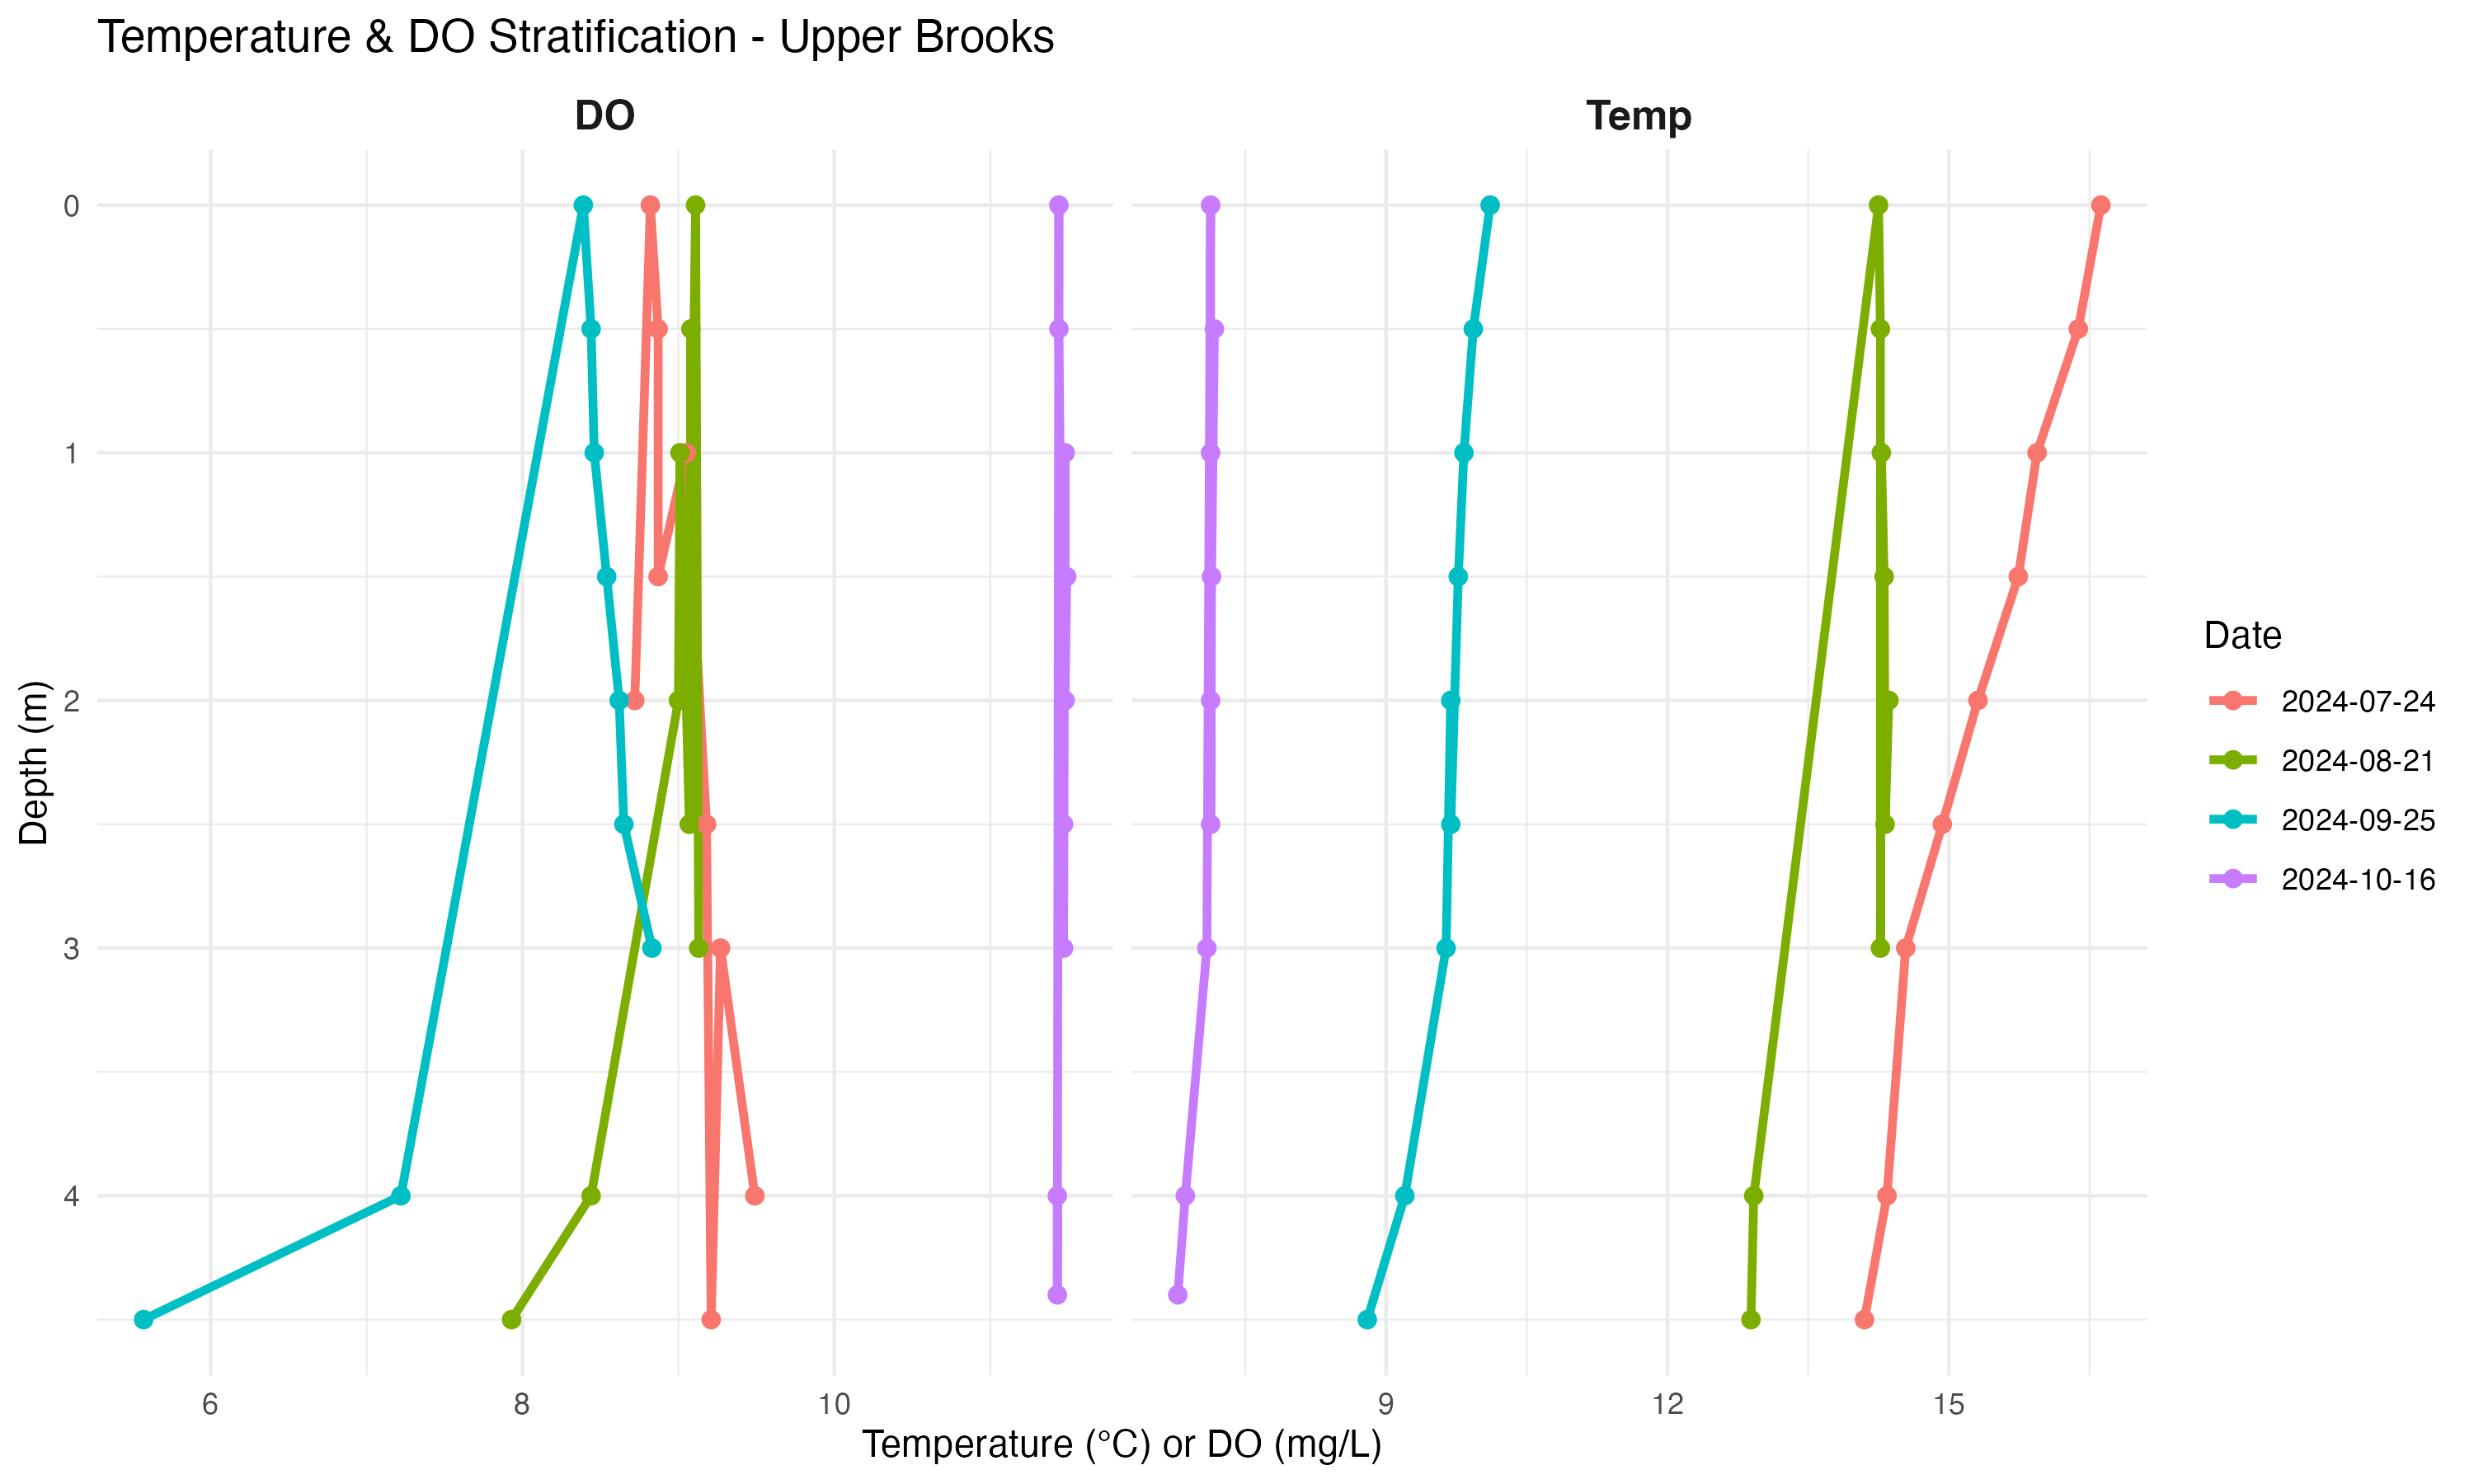 Temperature & DO Stratification - Upper Brooks
DO
Temp
0
1
2
3
4
Depth (m)
6
8
10
9
12
15
Temperature (°C) or DO (mg/L)
Date
2024-07-24
2024-08-21
2024-09-25
2024-10-16